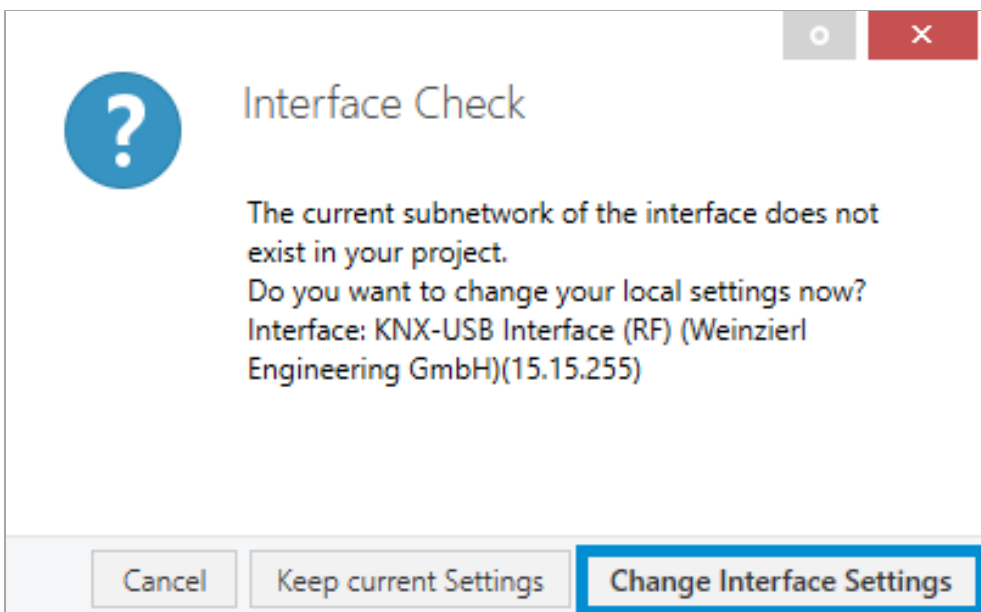 Interface Check
The current subnetwork of the interface does not
exist in your project.
Do you want to change your local settings now?
Interface: KNX-USB Interface (RF) (Weinzierl
Engineering GmbH)(15.15.255)
Cancel
Keep current Settings
Change Interface Settings